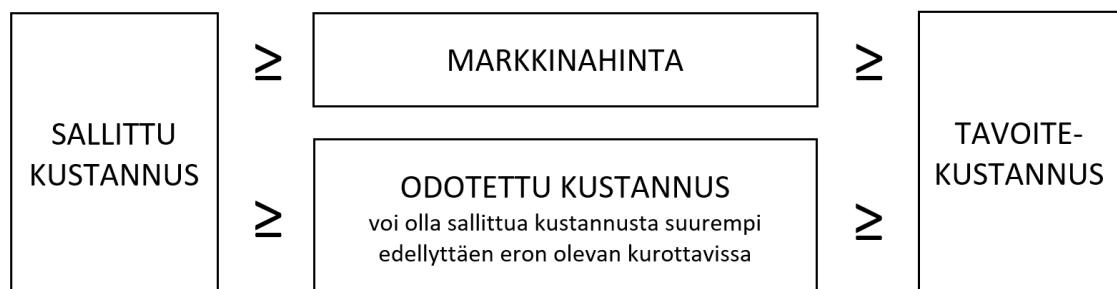 SALLITTU
KUSTANNUS
≥
MARKKINAHINTA
≥
≥
ODOTETTU KUSTANNUS
voi olla sallittua kustannusta suurempi
edellyttäen eron olevan kurottavissa
≥
TAVOITE-
KUSTANNUS